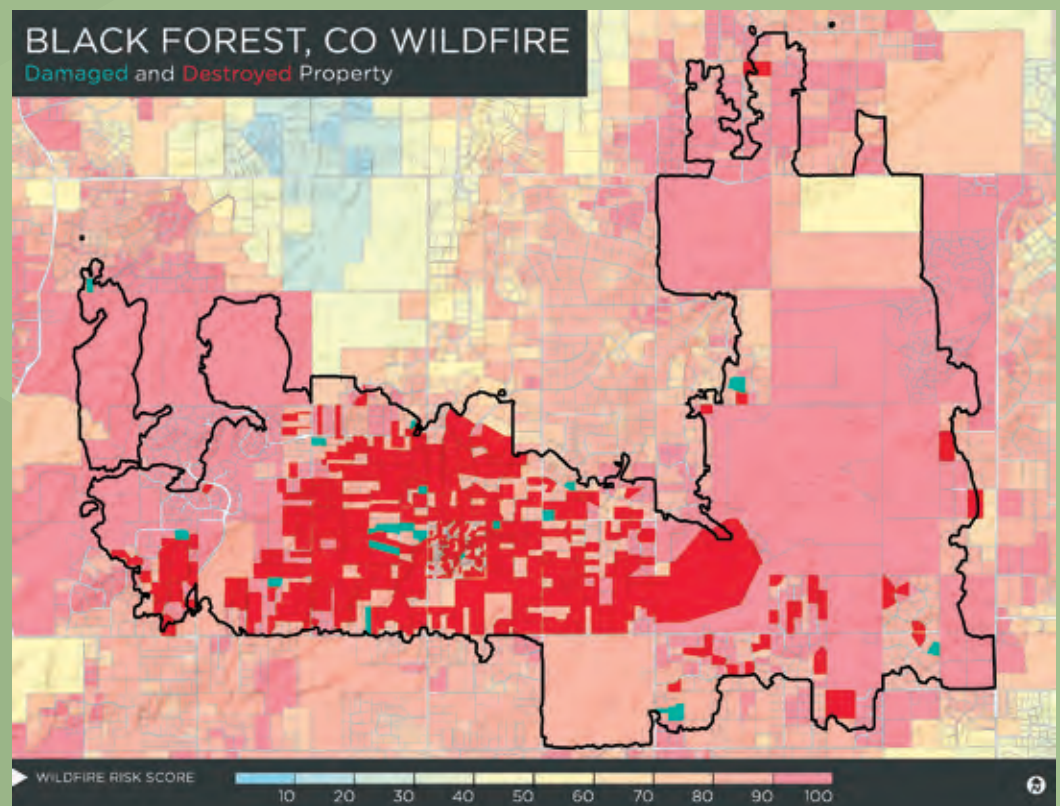 BLACK FOREST, CO WILDFIRE
Damaged and Destroyed Property
WILDFIRE RISK SCORE
10 20 30 40 50 60 70 80 90 100